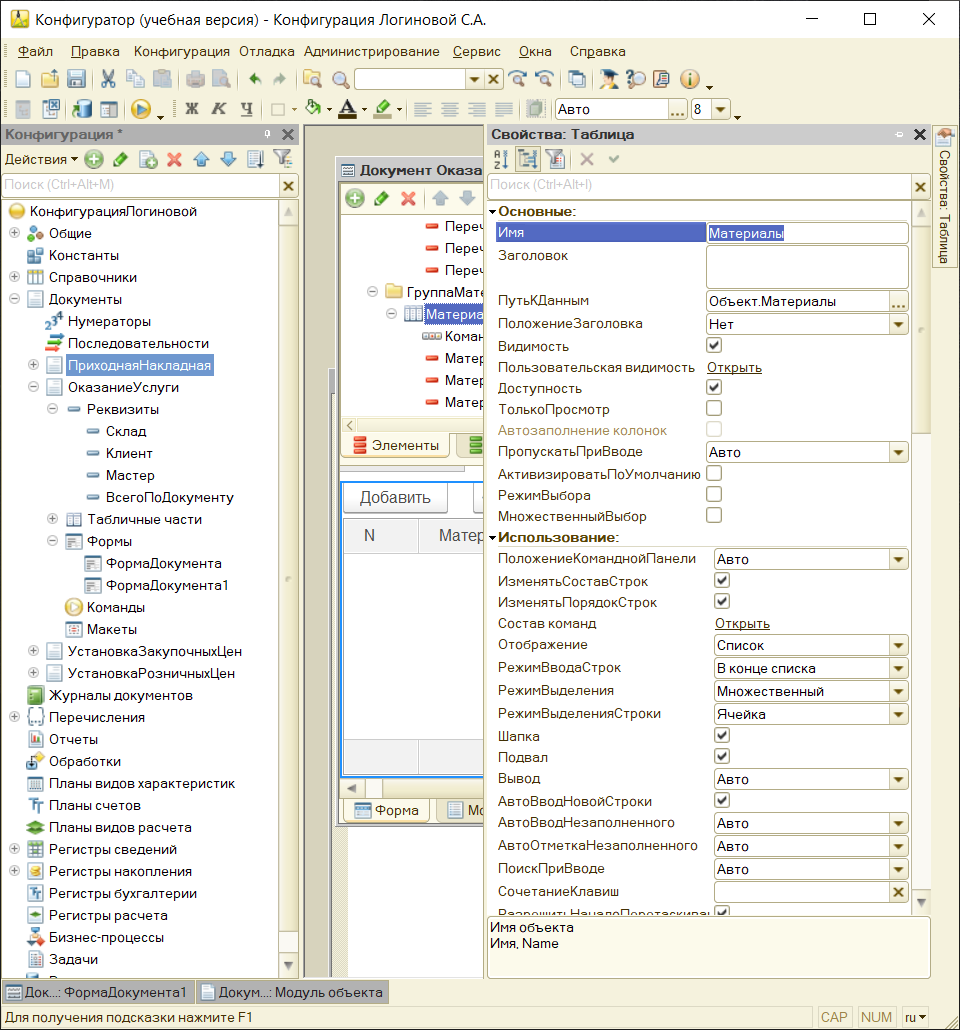 Конфигуратор (учебная версия) - Конфигурация Логиновой С.А.
Файл Правка Конфигурация Отладка Администрирование Сервис Окна Справка
Ж К Ч А Авто ... 8
Конфигурация *
Действия
Поиск (Ctrl+Alt+M)
КонфигурацияЛогиновой
Общие
Константы
Справочники
Документы
Нумераторы
Последовательности
ПриходнаяНакладная
ОказаниеУслуги
Реквизиты
Склад
Клиент
Мастер
ВсегоПоДокументу
Табличные части
Формы
ФормаДокумента
ФормаДокумента1
Команды
Макеты
УстановкаЗакупочныхЦен
УстановкаРозничныхЦен
Журналы документов
Перечисления
Отчеты
Обработки
Планы видов характеристик
Планы счетов
Планы видов расчета
Регистры сведений
Регистры накопления
Регистры бухгалтерии
Регистры расчета
Бизнес-процессы
Задачи
Документ Оказа
Переч
Переч
Переч
ГруппаМате
Материа
Коман
Матер
Матер
Матер
Элементы
Добавить
N Матер
Форма Мо
Свойства: Таблица
Поиск (Ctrl+Alt+I)
Основные:
Имя Материалы
Заголовок
ПутьКДанным Объект.Материалы ...
ПоложениеЗаголовка Нет
Видимость
Пользовательская видимость Открыть
Доступность
ТолькоПросмотр
Автозаполнение колонок
ПропускатьПриВводе Авто
АктивизироватьПоУмолчанию
РежимВыбора
МножественныйВыбор
Использование:
ПоложениеКоманднойПанели Авто
ИзменятьСоставСтрок
ИзменятьПорядокСтрок
Состав команд Открыть
Отображение Список
РежимВводаСтрок В конце списка
РежимВыделения Множественный
РежимВыделенияСтроки Ячейка
Шапка
Подвал
Вывод Авто
АвтоВводНовойСтроки
АвтоВводНезаполненного Авто
АвтоОтметкаНезаполненного Авто
ПоискПриВводе Авто
СочетаниеКлавиш
РазрешитьНачалоПеретаскиван
Имя объекта
Имя, Name
Свойства: Таблица
Док...: ФормаДокумента1 Докум...: Модуль объекта
Для получения подсказки нажмите F1 CAP NUM ru